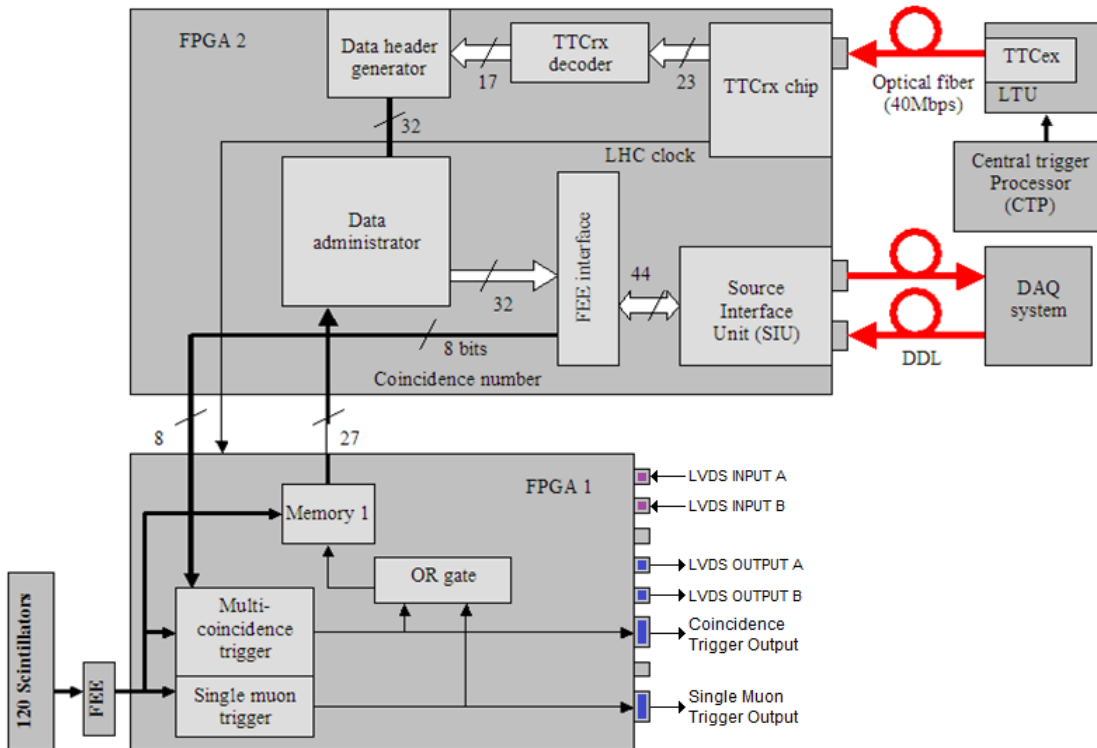 FPGA 2
Data header
generator
17
TTCrx
decoder
23
TTCrx chip
Optical fiber
(40Mbps)
TTCex
LTU
32
LHC clock
Central trigger
Processor
(CTP)
Data
administrator
32
FEE interface
44
Source
Interface
Unit (SIU)
DAQ
system
DDL
8 bits
Coincidence number
8
27
FPGA 1
Memory 1
OR gate
Multi-
coincidence
trigger
Single muon
trigger
120 Scintillators
FEE
LVDS INPUT A
LVDS INPUT B
LVDS OUTPUT A
LVDS OUTPUT B
Coincidence
Trigger Output
Single Muon
Trigger Output